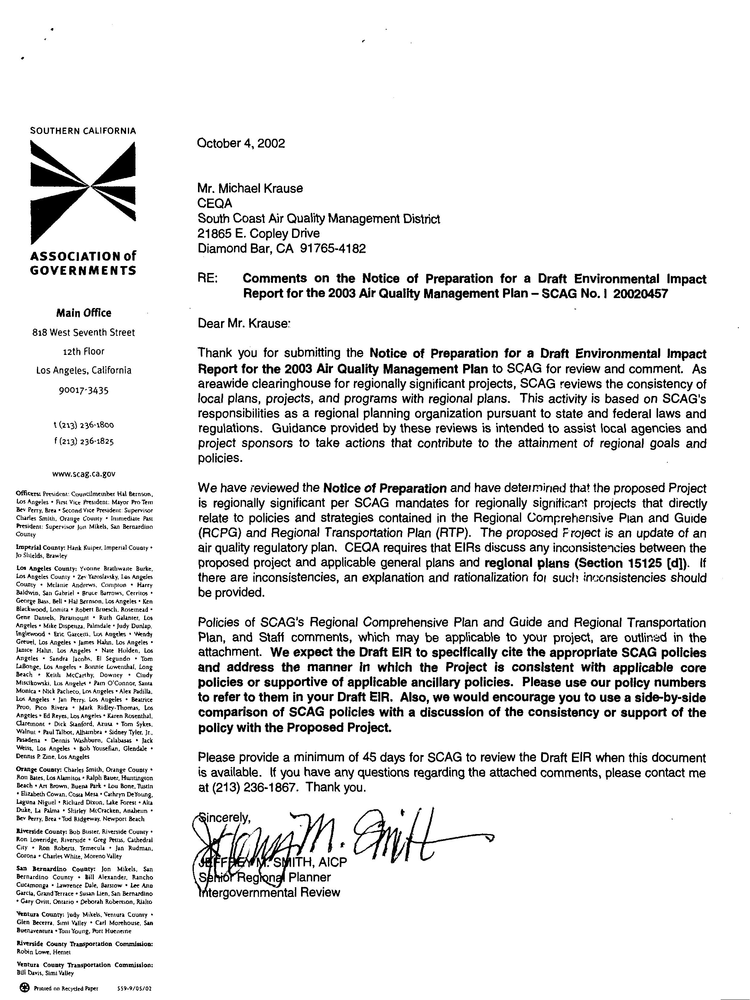 SOUTHERN CALIFORNIA
ASSOCIATION of
GOVERNMENTS
Main Office
818 West Seventh Street
12th Floor
Los Angeles, California
90017-3435
t (213) 236-1800
f (213) 236-1825
www.scag.ca.gov
Officers: President: Councilmember Hal Bernson,
Los Angeles • First Vice President: Mayor Pro Tem
Bev Perry, Brea • Second Vice President: Supervisor
Charles Smith, Orange County • Immediate Past
President: Supervisor Jon Mikels, San Bernardino
County
Imperial County: Hank Kuiper, Imperial County •
Jo Shields, Brawley
Los Angeles County: Yvonne Brathwaite Burke,
Los Angeles County • Zev Yaroslavsky, Los Angeles
County • Melanie Andrews, Compton • Harry
Baldwin, San Gabriel • Bruce Barrows, Cerritos •
George Bass, Bell • Hal Bernson, Los Angeles • Ken
Blackwood, Lomita • Robert Bruesch, Rosemead •
Gene Daniels, Paramount • Ruth Galanter, Los
Angeles • Mike Dispenza, Palmdale • Judy Dunlap,
Inglewood • Eric Garcetti, Los Angeles • Wendy
Greuel, Los Angeles • James Hahn, Los Angeles •
Janice Hahn, Los Angeles • Nate Holden, Los
Angeles • Sandra Jacobs, El Segundo • Tom
LaBonge, Los Angeles • Bonnie Lowenthal, Long
Beach • Keith McCarthy, Downey • Cindy
Miscikowski, Los Angeles • Pam O'Connor, Santa
Monica • Nick Pacheco, Los Angeles • Alex Padilla,
Los Angeles • Jan Perry, Los Angeles • Beatrice
Proo, Pico Rivera • Mark Ridley-Thomas, Los
Angeles • Ed Reyes, Los Angeles • Karen Rosenthal,
Claremont • Dick Stanford, Azusa • Tom Sykes,
Walnut • Paul Talbot, Alhambra • Sidney Tyler, Jr.,
Pasadena • Dennis Washburn, Calabasas • Jack
Weiss, Los Angeles • Bob Yousefian, Glendale •
Dennis P. Zine, Los Angeles
Orange County: Charles Smith, Orange County •
Ron Bates, Los Alamitos • Ralph Bauer, Huntington
Beach • Art Brown, Buena Park • Lou Bone, Tustin
• Elizabeth Cowan, Costa Mesa • Cathryn DeYoung,
Laguna Niguel • Richard Dixon, Lake Forest • Alta
Duke, La Palma • Shirley McCracken, Anaheim •
Bev Perry, Brea • Tod Ridgeway, Newport Beach
Riverside County: Bob Buster, Riverside County •
Ron Loveridge, Riverside • Greg Pettis, Cathedral
City • Ron Roberts, Temecula • Jan Rudman,
Corona • Charles White, Moreno Valley
San Bernardino County: Jon Mikels, San
Bernardino County • Bill Alexander, Rancho
Cucamonga • Lawrence Dale, Barstow • Lee Ann
Garcia, Grand Terrace • Susan Lien, San Bernardino
• Gary Ovitt, Ontario • Deborah Robertson, Rialto
Ventura County: Judy Mikels, Ventura County •
Glen Becerra, Simi Valley • Carl Morehouse, San
Buenaventura • Tom Young, Port Hueneme
Riverside County Transportation Commission:
Robin Lowe, Hemet
Ventura County Transportation Commission:
Bill Davis, Simi Valley
Printed on Recycled Paper 559-9/05/02
October 4, 2002
Mr. Michael Krause
CEQA
South Coast Air Quality Management District
21865 E. Copley Drive
Diamond Bar, CA 91765-4182
RE: Comments on the Notice of Preparation for a Draft Environmental Impact
Report for the 2003 Air Quality Management Plan – SCAG No. I 20020457
Dear Mr. Krause:
Thank you for submitting the Notice of Preparation for a Draft Environmental Impact
Report for the 2003 Air Quality Management Plan to SCAG for review and comment. As
areawide clearinghouse for regionally significant projects, SCAG reviews the consistency of
local plans, projects, and programs with regional plans. This activity is based on SCAG's
responsibilities as a regional planning organization pursuant to state and federal laws and
regulations. Guidance provided by these reviews is intended to assist local agencies and
project sponsors to take actions that contribute to the attainment of regional goals and
policies.
We have reviewed the Notice of Preparation and have determined that the proposed Project
is regionally significant per SCAG mandates for regionally significant projects that directly
relate to policies and strategies contained in the Regional Comprehensive Plan and Guide
(RCPG) and Regional Transportation Plan (RTP). The proposed Project is an update of an
air quality regulatory plan. CEQA requires that EIRs discuss any inconsistencies between the
proposed project and applicable general plans and regional plans (Section 15125 [d]). If
there are inconsistencies, an explanation and rationalization for such inconsistencies should
be provided.
Policies of SCAG's Regional Comprehensive Plan and Guide and Regional Transportation
Plan, and Staff comments, which may be applicable to your project, are outlined in the
attachment. We expect the Draft EIR to specifically cite the appropriate SCAG policies
and address the manner in which the Project is consistent with applicable core
policies or supportive of applicable ancillary policies. Please use our policy numbers
to refer to them in your Draft EIR. Also, we would encourage you to use a side-by-side
comparison of SCAG policies with a discussion of the consistency or support of the
policy with the Proposed Project.
Please provide a minimum of 45 days for SCAG to review the Draft EIR when this document
is available. If you have any questions regarding the attached comments, please contact me
at (213) 236-1867. Thank you.
Sincerely,
Jeffrey M. Smith
JEFFREY M. SMITH, AICP
Senior Regional Planner
Intergovernmental Review